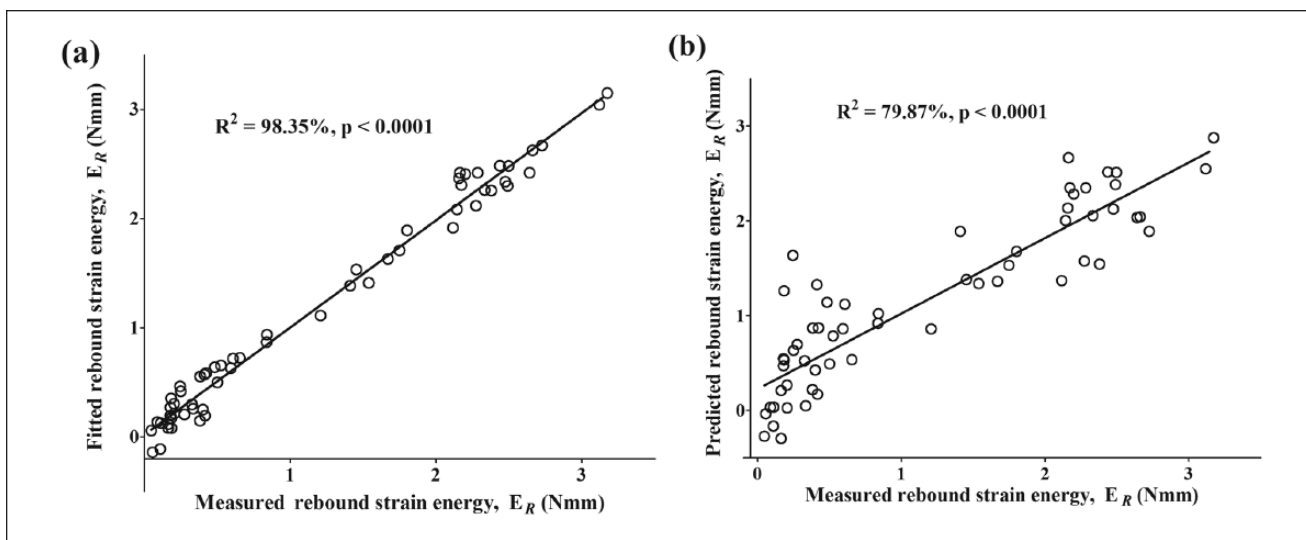 (a)
R² = 98.35%, p < 0.0001
Fitted rebound strain energy, E_R (Nmm)
3
2
1
0
1
2
3
Measured rebound strain energy, E_R (Nmm)
(b)
R² = 79.87%, p < 0.0001
Predicted rebound strain energy, E_R (Nmm)
3
2
1
0
0
1
2
3
Measured rebound strain energy, E_R (Nmm)